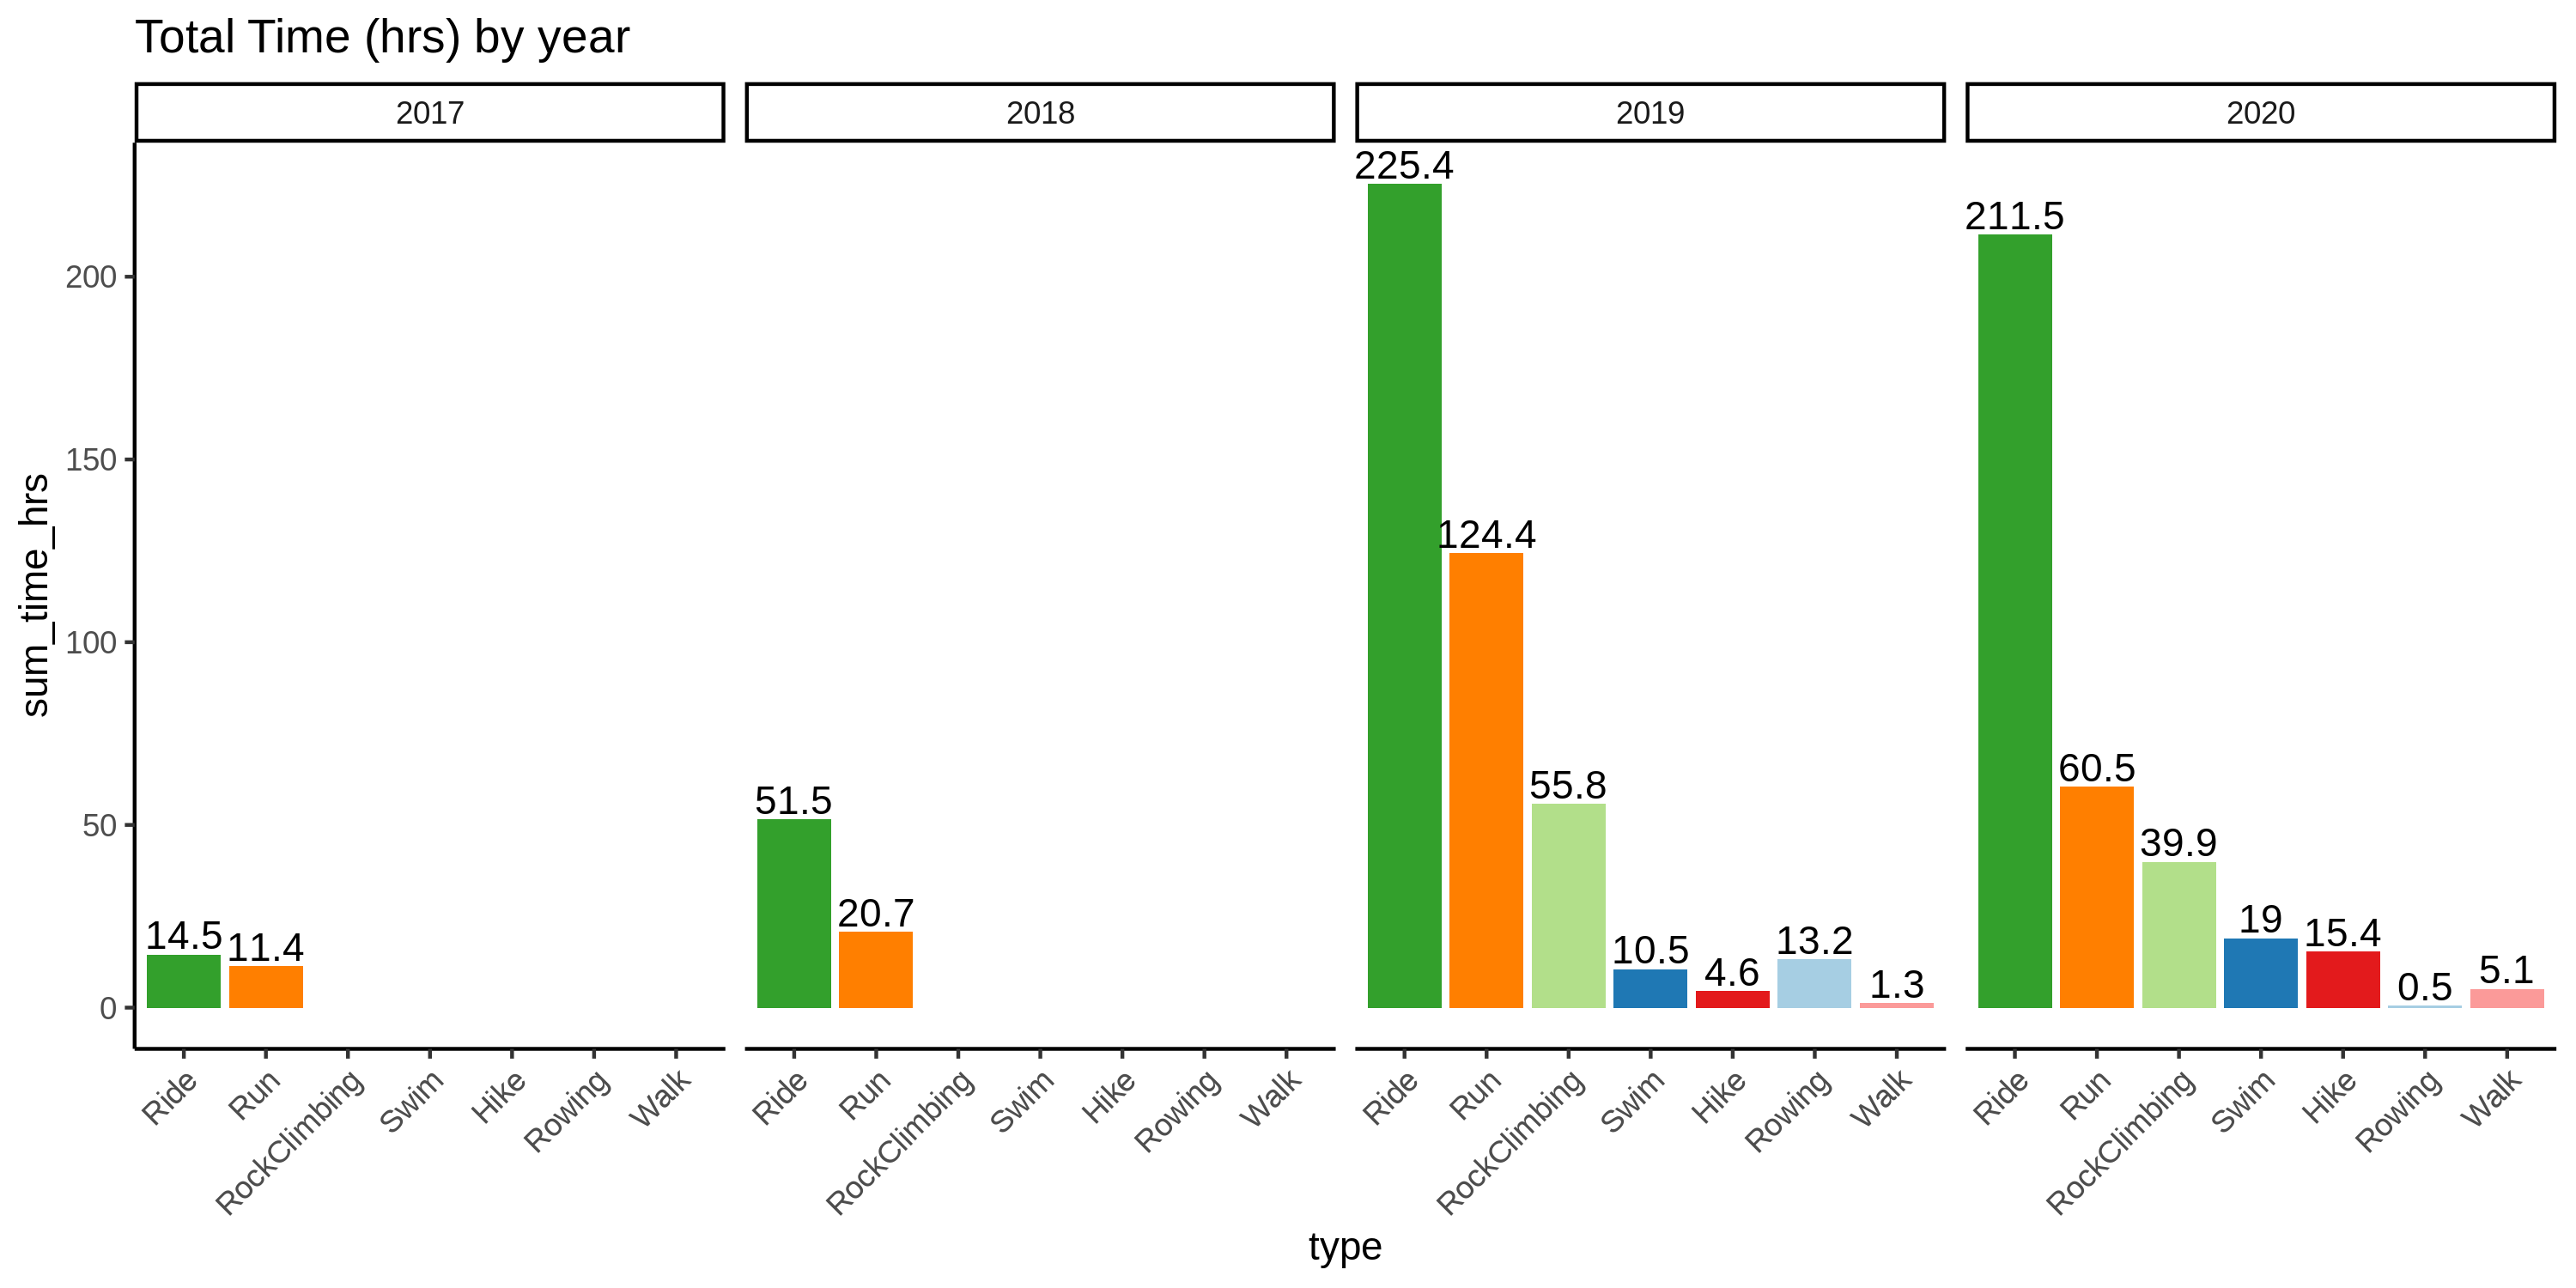 Total Time (hrs) by year
2017 2018 2019 2020
sum_time_hrs
200
150
100
50
0
14.5 11.4
51.5 20.7
225.4 124.4 55.8 10.5 4.6 13.2 1.3
211.5 60.5 39.9 19 15.4 0.5 5.1
Ride Run RockClimbing Swim Hike Rowing Walk
Ride Run RockClimbing Swim Hike Rowing Walk
Ride Run RockClimbing Swim Hike Rowing Walk
Ride Run RockClimbing Swim Hike Rowing Walk
type